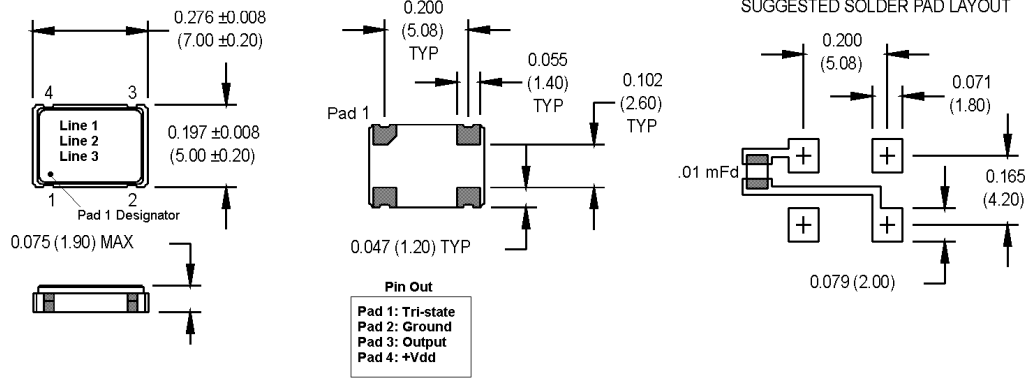 0.276 ±0.008
(7.00 ±0.20)
4
3
Line 1
Line 2
Line 3
1
2
Pad 1 Designator
0.197 ±0.008
(5.00 ±0.20)
0.075 (1.90) MAX
0.200
(5.08)
TYP
0.055
(1.40)
TYP
0.102
(2.60)
TYP
Pad 1
0.047 (1.20) TYP
Pin Out
Pad 1: Tri-state
Pad 2: Ground
Pad 3: Output
Pad 4: +Vdd
SUGGESTED SOLDER PAD LAYOUT
0.200
(5.08)
0.071
(1.80)
.01 mFd
0.165
(4.20)
0.079 (2.00)